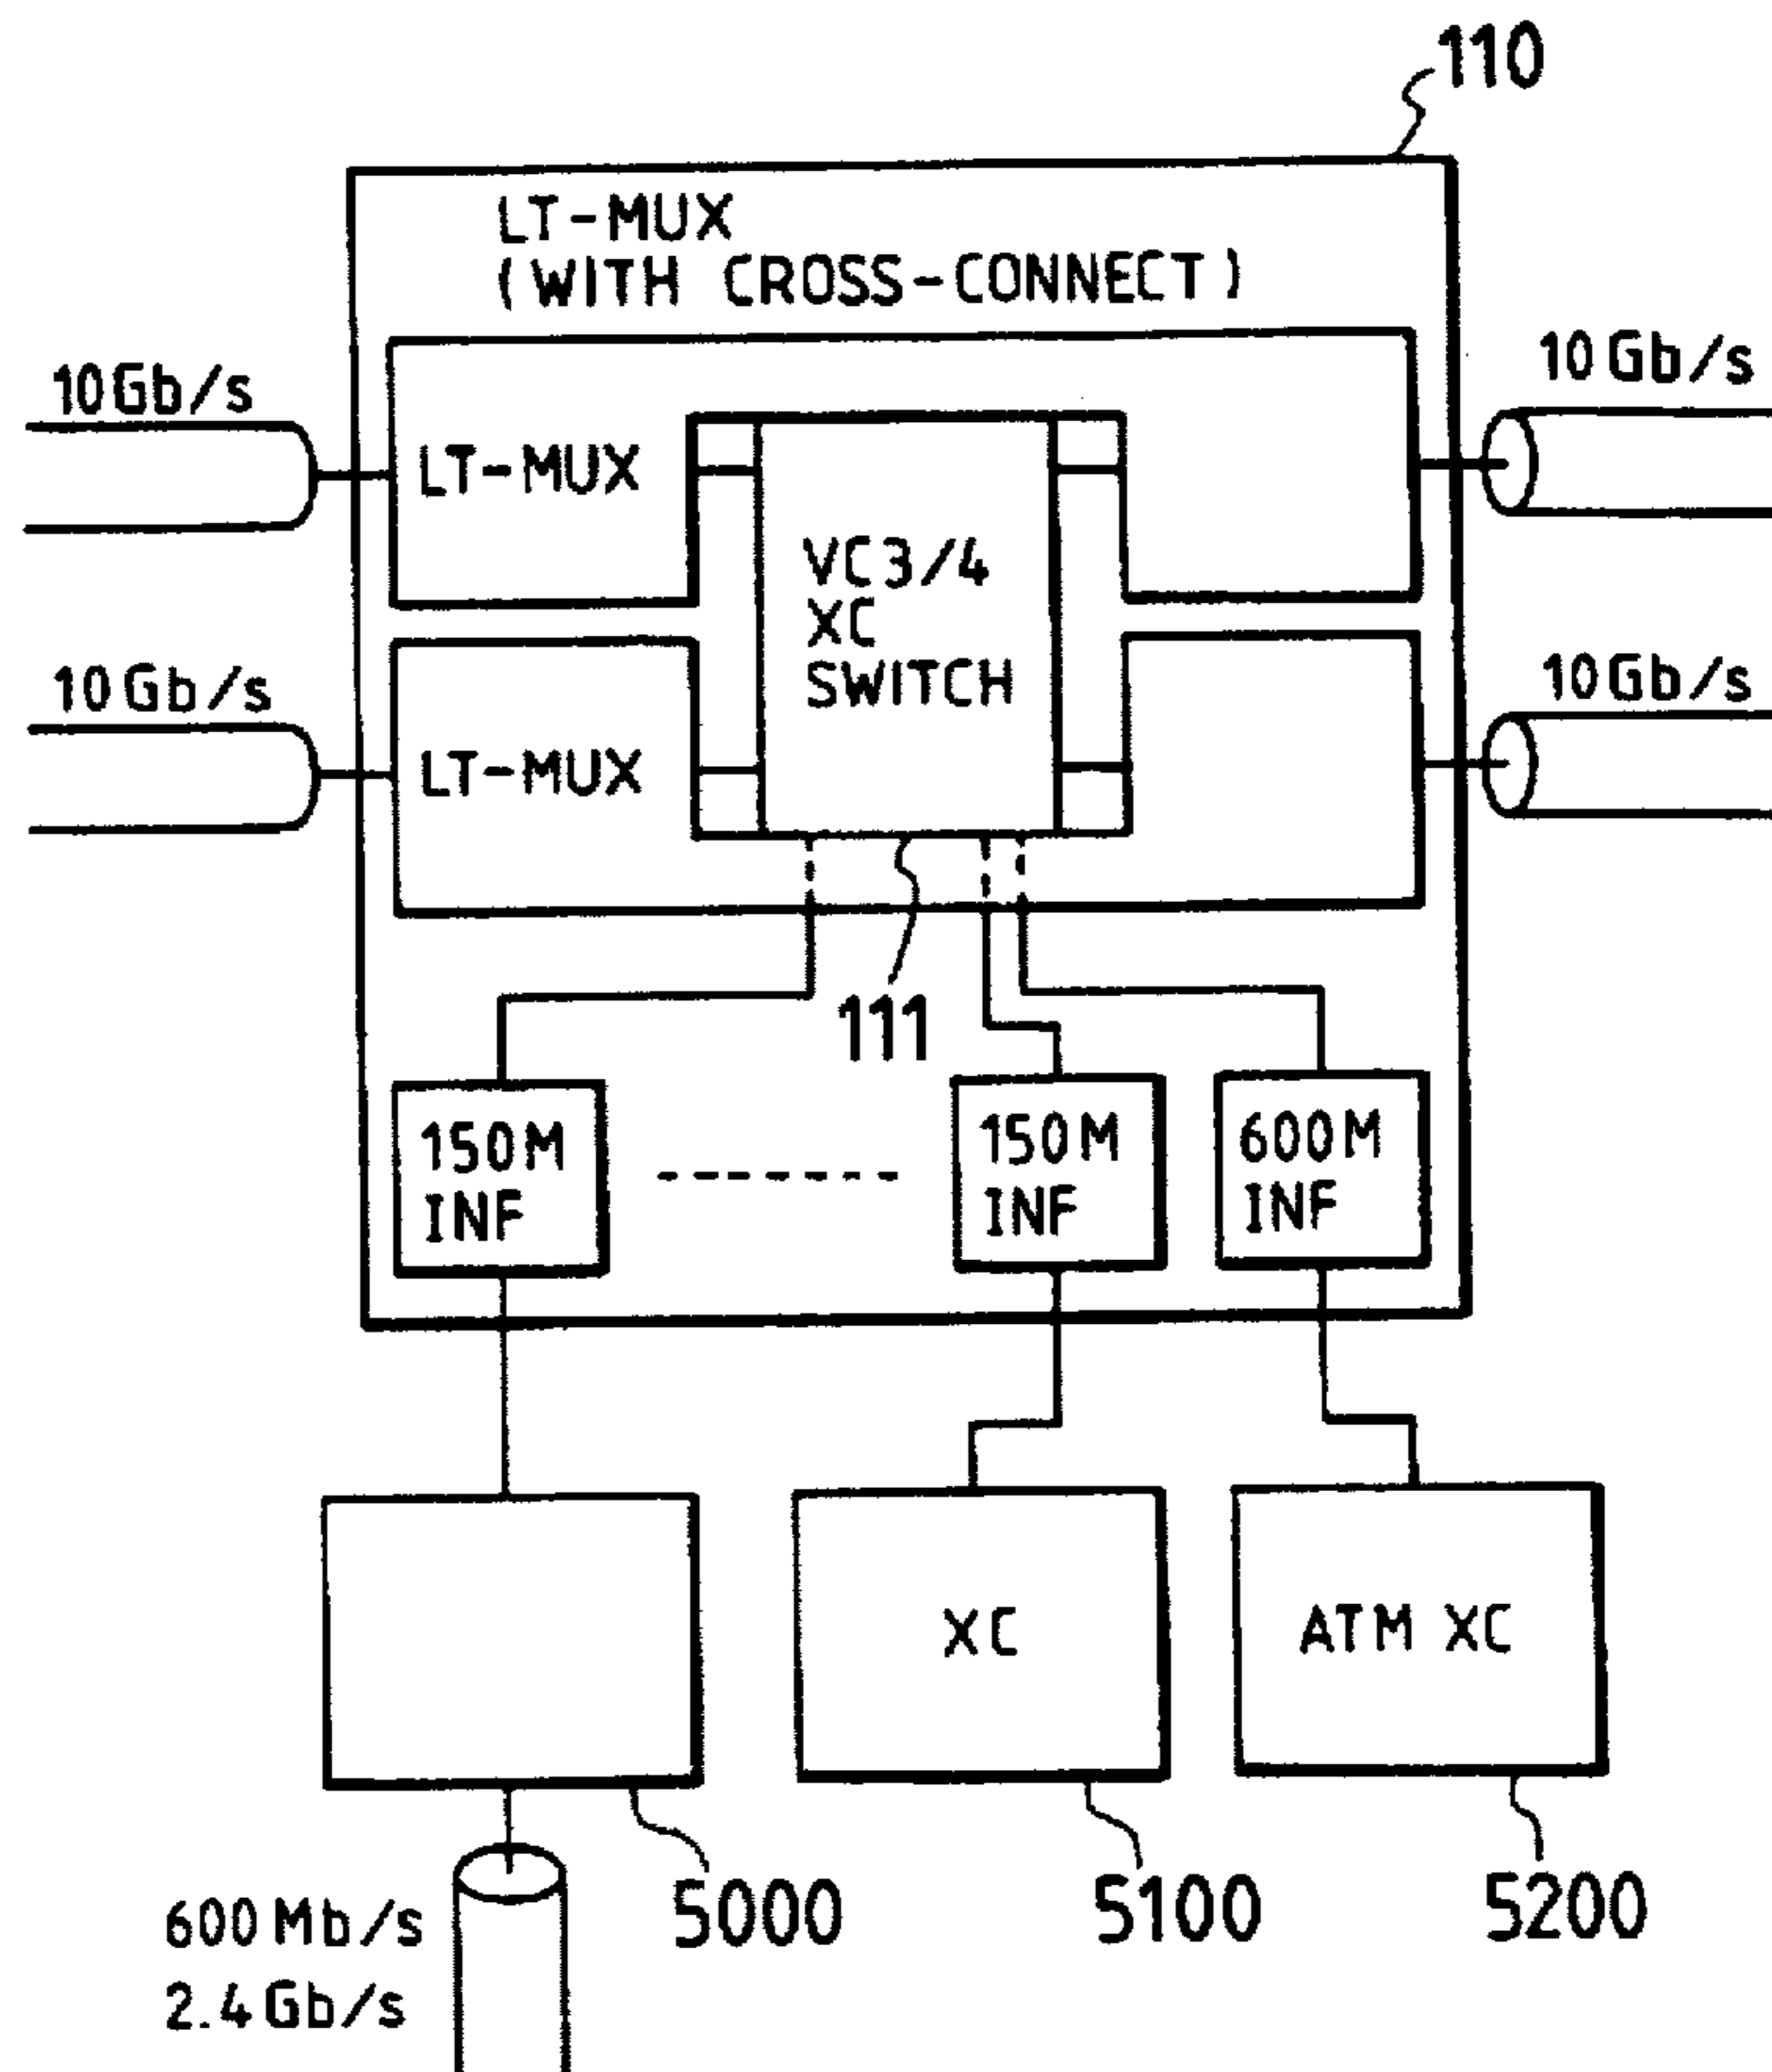 110
LT-MUX
(WITH CROSS-CONNECT)
10Gb/s
10Gb/s
LT-MUX
VC3/4
XC
SWITCH
10Gb/s
10Gb/s
LT-MUX
111
150M
INF
150M
INF
600M
INF
XC
ATM XC
5000
5100
5200
600Mb/s
2.4Gb/s